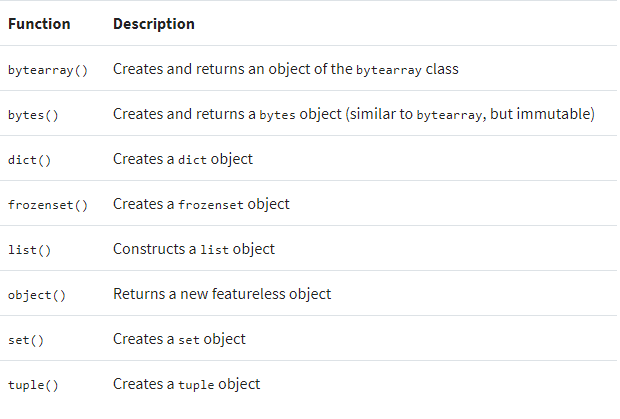 Function Description
bytearray() Creates and returns an object of the bytearray class
bytes() Creates and returns a bytes object (similar to bytearray, but immutable)
dict() Creates a dict object
frozenset() Creates a frozenset object
list() Constructs a list object
object() Returns a new featureless object
set() Creates a set object
tuple() Creates a tuple object